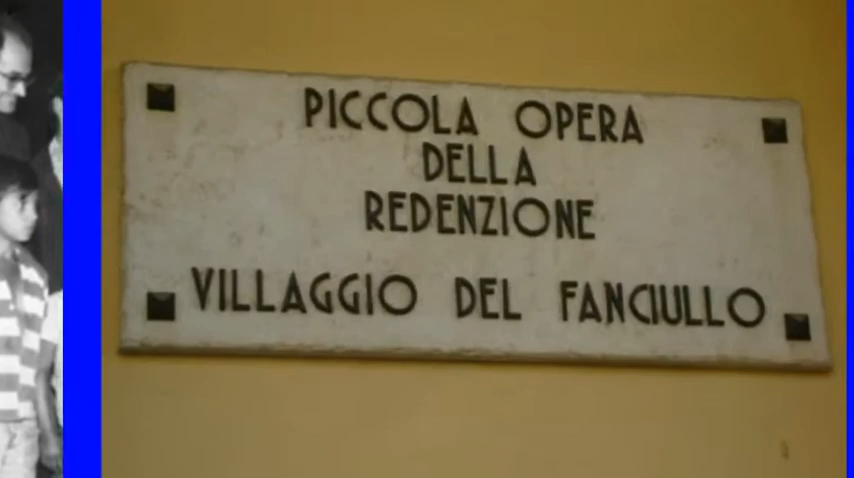 PICCOLA OPERA
DELLA
REDENZIONE
VILLAGGIO DEL FANCIULLO